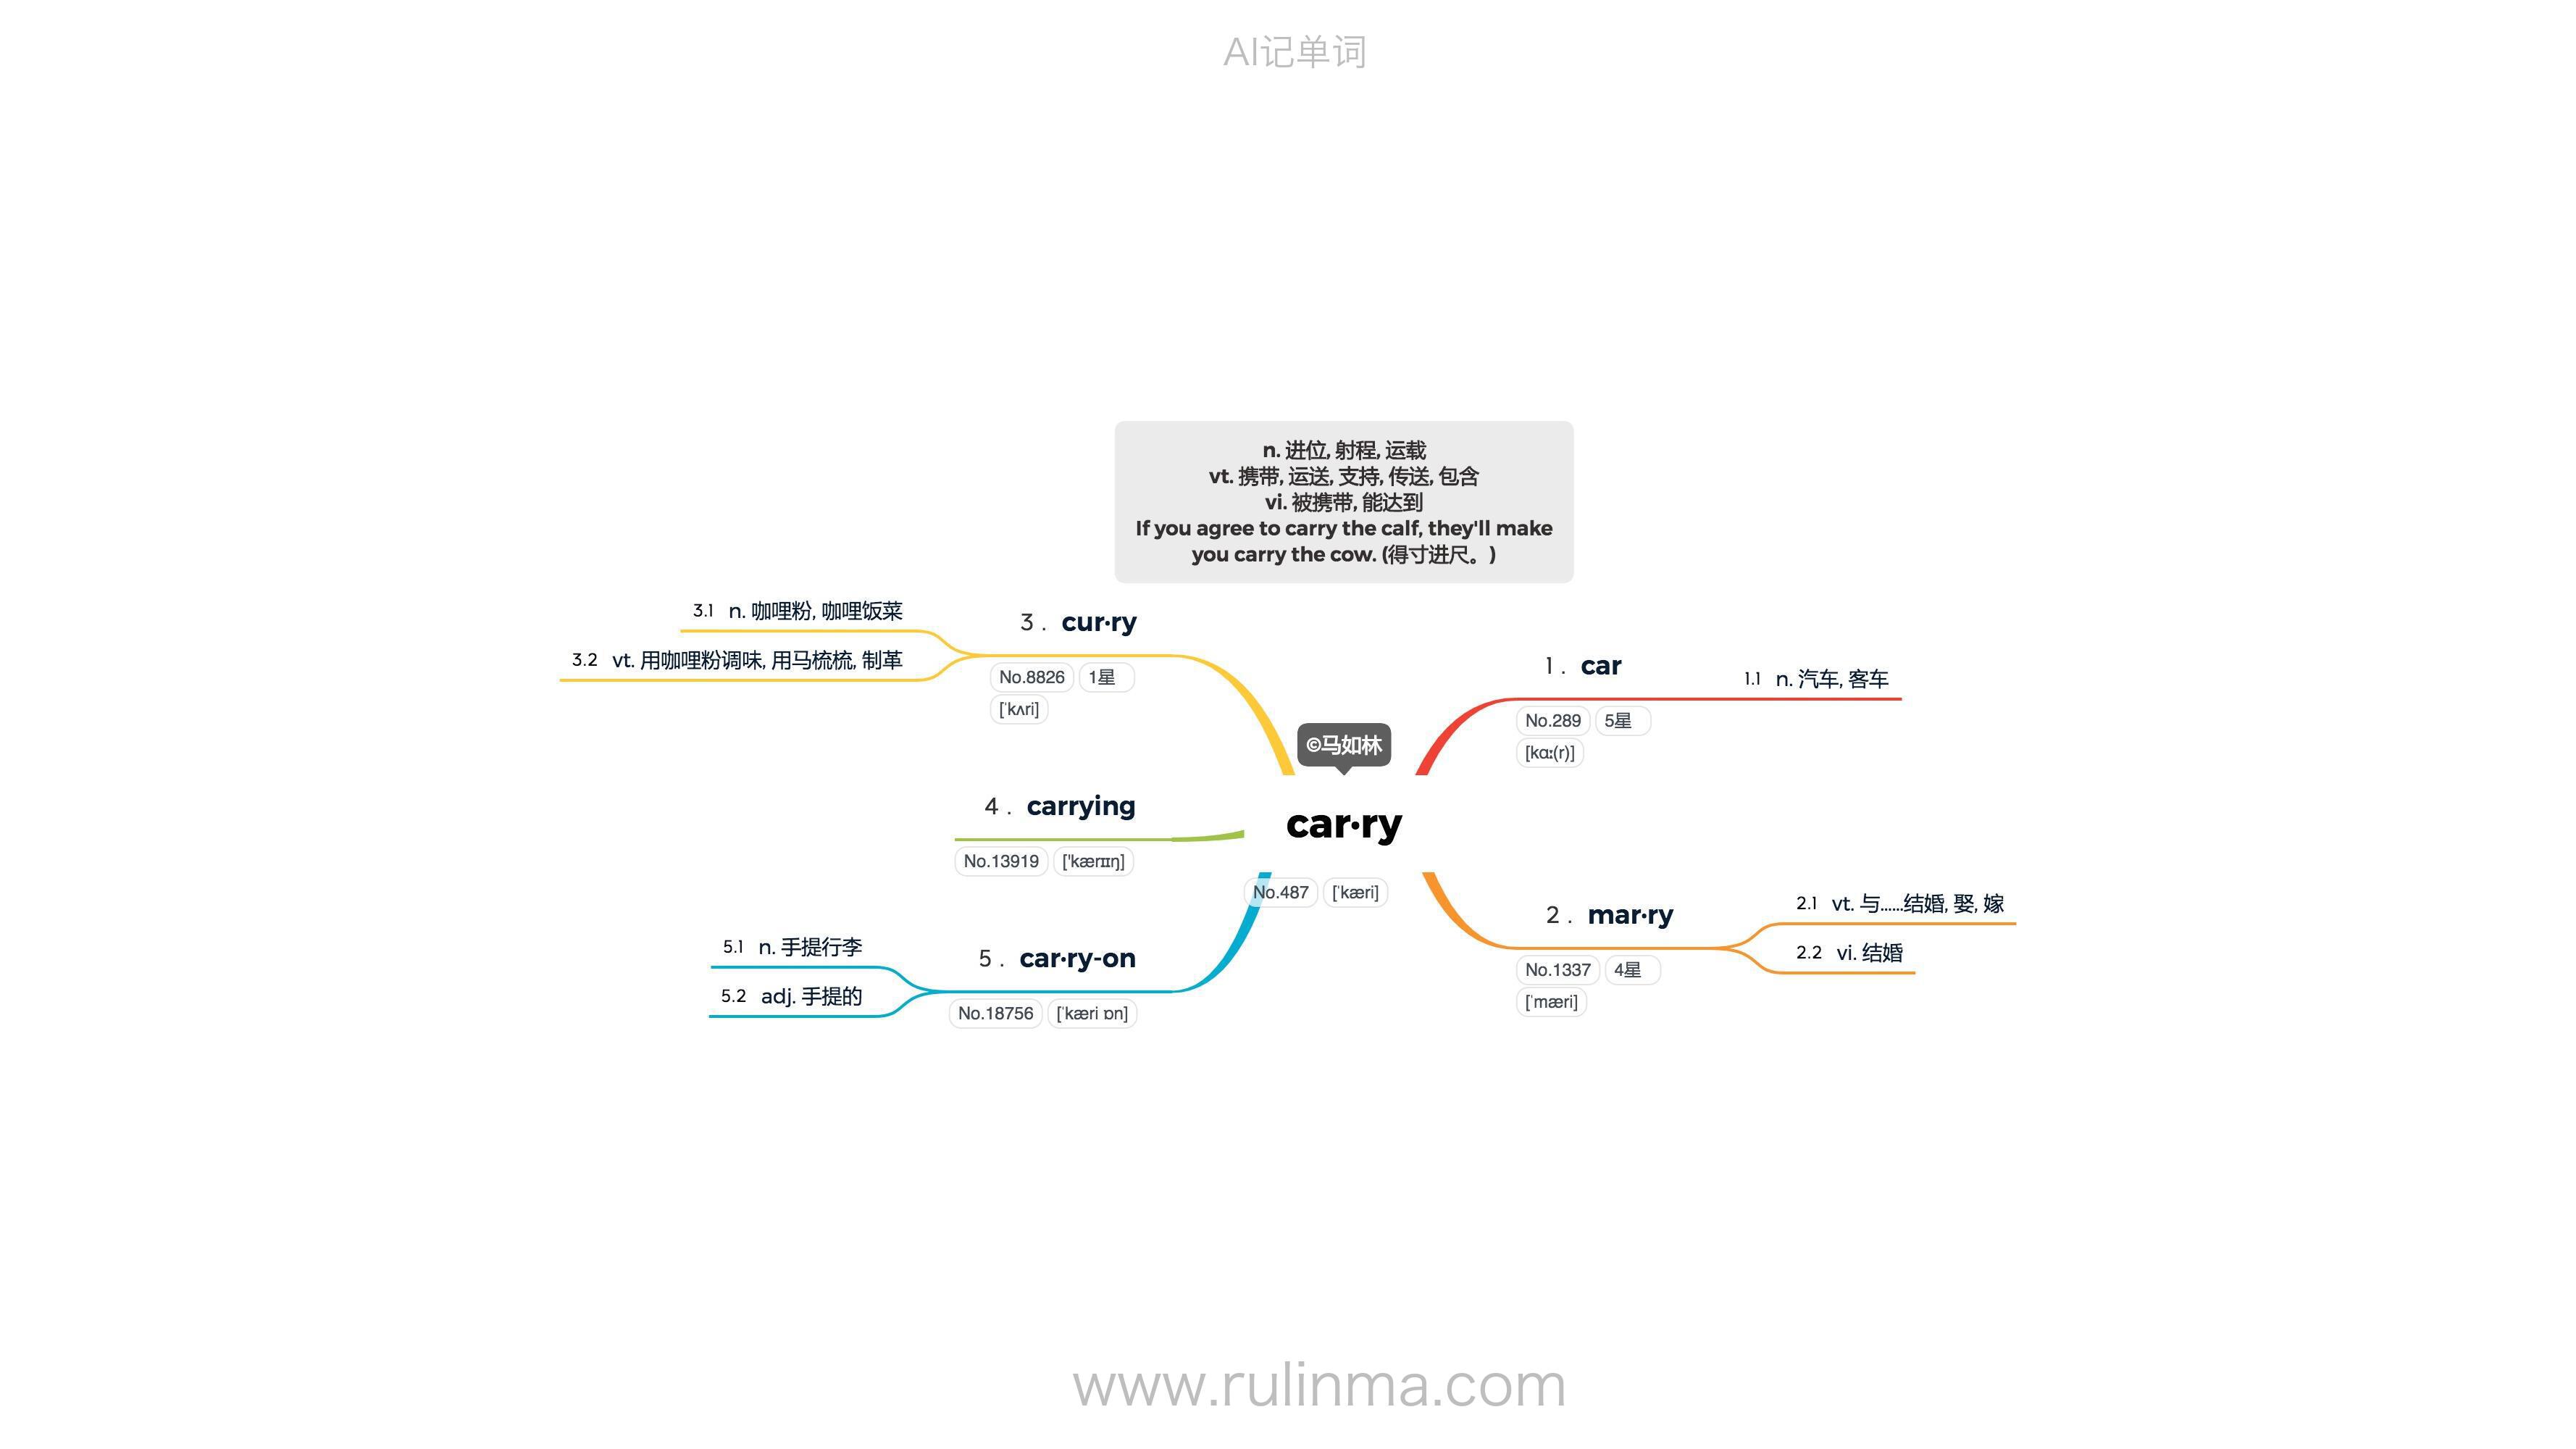 AI记单词
n. 进位, 射程, 运载
vt. 携带, 运送, 支持, 传送, 包含
vi. 被携带, 能达到
If you agree to carry the calf, they'll make
you carry the cow. (得寸进尺。)
©马如林
car·ry
No.487 [ˈkæri]
1 . car
No.289 5星
[kɑː(r)]
1.1 n. 汽车, 客车
2 . mar·ry
No.1337 4星
[ˈmæri]
2.1 vt. 与......结婚, 娶, 嫁
2.2 vi. 结婚
3 . cur·ry
No.8826 1星
[ˈkʌri]
3.1 n. 咖哩粉, 咖哩饭菜
3.2 vt. 用咖哩粉调味, 用马梳梳, 制革
4 . carrying
No.13919 ['kærɪɪŋ]
5 . car·ry-on
No.18756 [ˈkæri ɒn]
5.1 n. 手提行李
5.2 adj. 手提的
www.rulinma.com